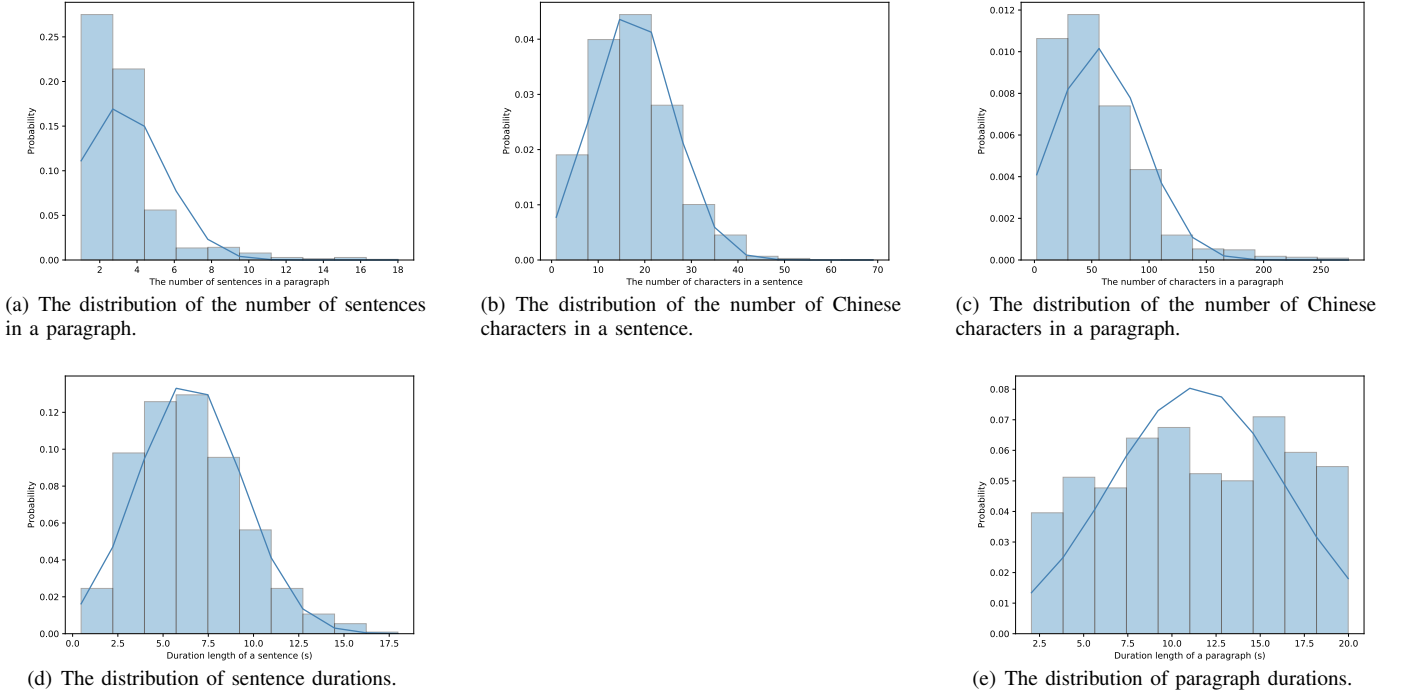 0.25
0.20
0.15
0.10
0.05
0.00
Probability
2 4 6 8 10 12 14 16 18
The number of sentences in a paragraph
(a) The distribution of the number of sentences
in a paragraph.
0.04
0.03
0.02
0.01
0.00
Probability
0 10 20 30 40 50 60 70
The number of characters in a sentence
(b) The distribution of the number of Chinese
characters in a sentence.
0.012
0.010
0.008
0.006
0.004
0.002
0.000
Probability
0 50 100 150 200 250
The number of characters in a paragraph
(c) The distribution of the number of Chinese
characters in a paragraph.
0.12
0.10
0.08
0.06
0.04
0.02
0.00
Probability
0.0 2.5 5.0 7.5 10.0 12.5 15.0 17.5
Duration length of a sentence (s)
(d) The distribution of sentence durations.
0.08
0.07
0.06
0.05
0.04
0.03
0.02
0.01
0.00
Probability
2.5 5.0 7.5 10.0 12.5 15.0 17.5 20.0
Duration length of a paragraph (s)
(e) The distribution of paragraph durations.